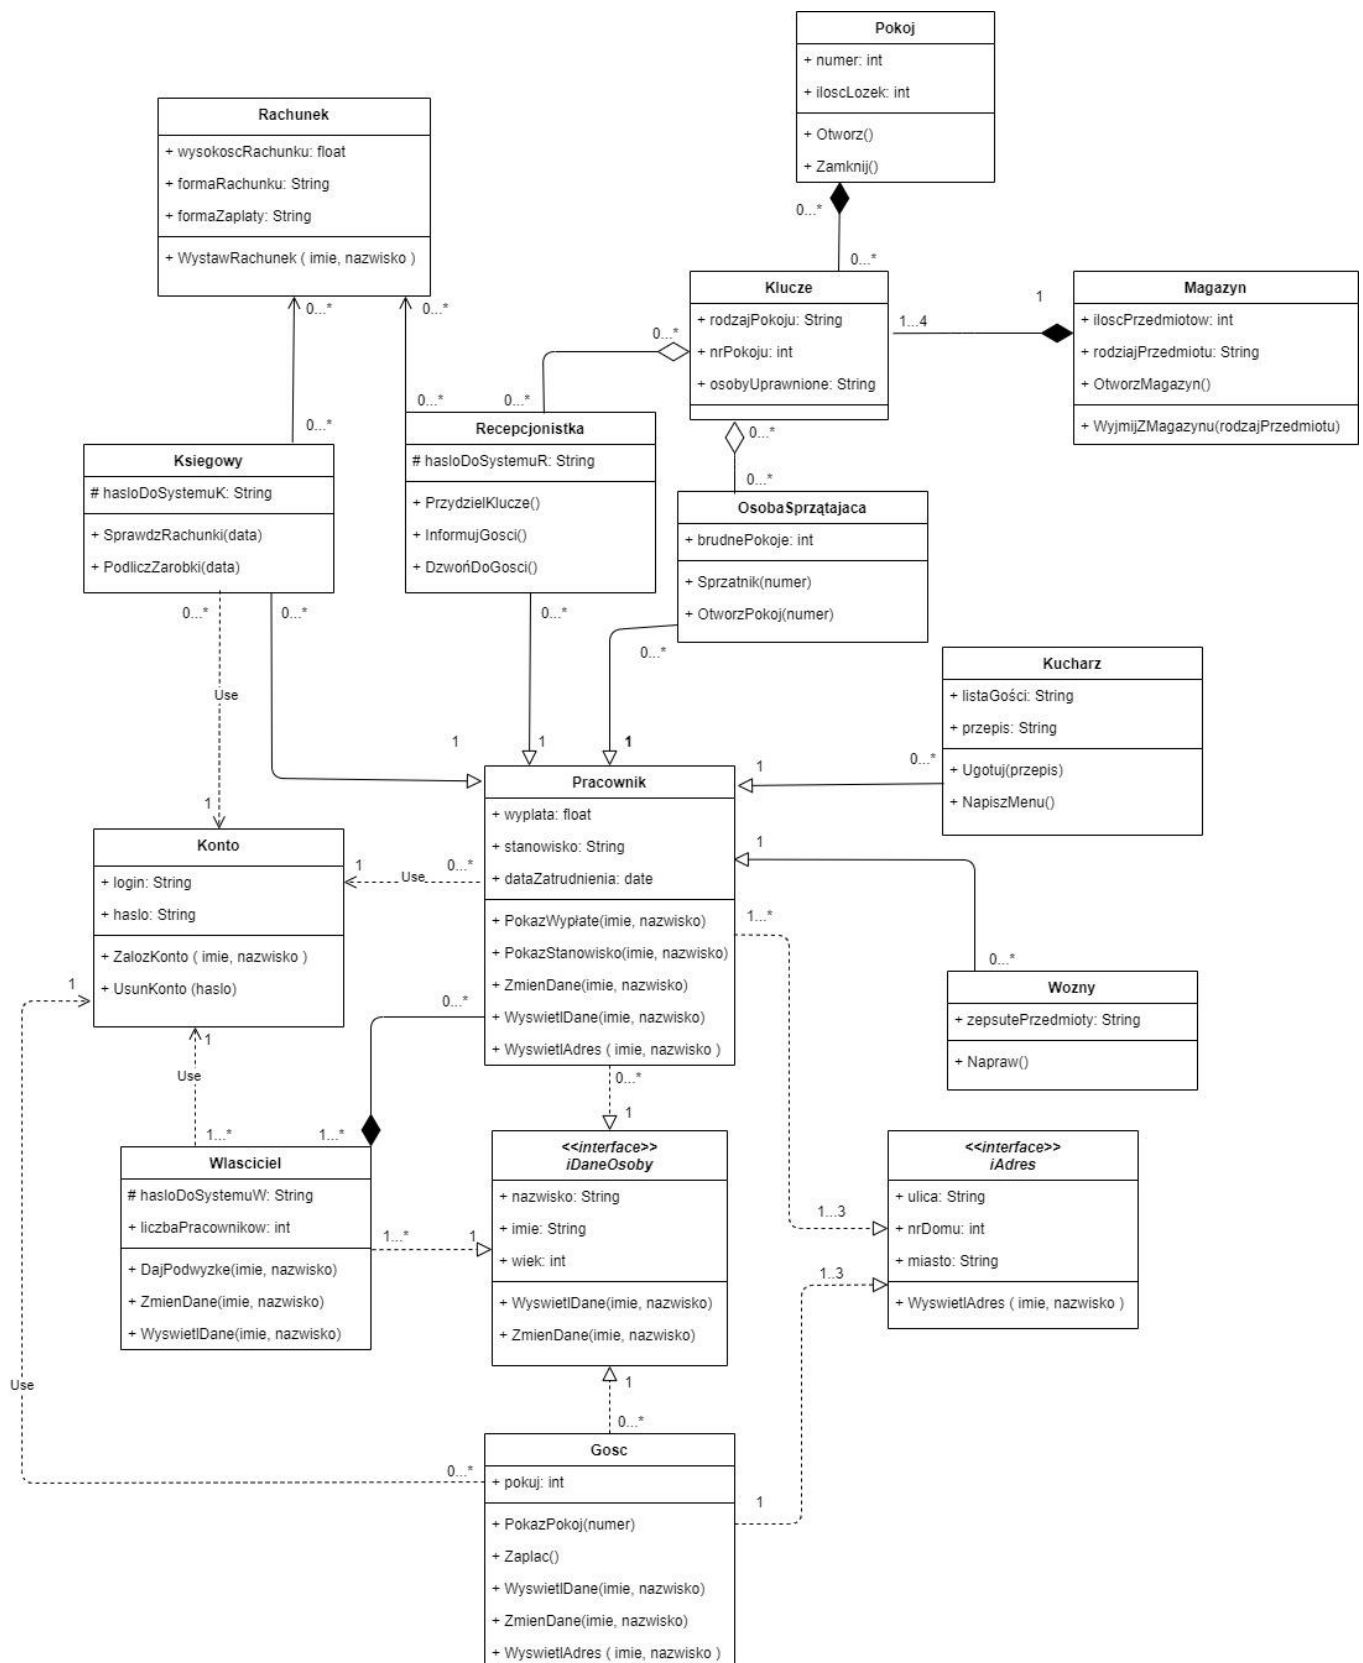 Pokoj
+ numer: int
+ iloscLozek: int
+ Otworz()
+ Zamknij()
0...*
0...*
Rachunek
+ wysokoscRachunku: float
+ formaRachunku: String
+ formaZaplaty: String
+ WystawRachunek ( imie, nazwisko )
0...*
0...*
Klucze
+ rodzajPokoju: String
+ nrPokoju: int
+ osobyUprawnione: String
1...4
1
Magazyn
+ iloscPrzedmiotow: int
+ rodziajPrzedmiotu: String
+ OtworzMagazyn()
+ WyjmijZMagazynu(rodzajPrzedmiotu)
0...*
0...*
0...*
0...*
0...*
0...*
Ksiegowy
# hasloDoSystemuK: String
+ SprawdzRachunki(data)
+ PodliczZarobki(data)
0...*
0...*
Recepcjonistka
# hasloDoSystemuR: String
+ PrzydzielKlucze()
+ InformujGosci()
+ DzwońDoGosci()
0...*
OsobaSprzątajaca
+ brudnePokoje: int
+ Sprzatnik(numer)
+ OtworzPokoj(numer)
0...*
Kucharz
+ listaGości: String
+ przepis: String
+ Ugotuj(przepis)
+ NapiszMenu()
0...*
Use
1
1
1
1
1
Pracownik
+ wyplata: float
+ stanowisko: String
+ dataZatrudnienia: date
+ PokazWypłate(imie, nazwisko)
+ PokazStanowisko(imie, nazwisko)
+ ZmienDane(imie, nazwisko)
+ WyswietlDane(imie, nazwisko)
+ WyswietlAdres ( imie, nazwisko )
1
Konto
+ login: String
+ haslo: String
+ ZalozKonto ( imie, nazwisko )
+ UsunKonto (haslo)
1
Use
0...*
1...*
0...*
Wozny
+ zepsutePrzedmioty: String
+ Napraw()
1
0...*
1
Use
1...*
1...*
0...*
1
Wlasciciel
# hasloDoSystemuW: String
+ liczbaPracownikow: int
+ DajPodwyzke(imie, nazwisko)
+ ZmienDane(imie, nazwisko)
+ WyswietlDane(imie, nazwisko)
1...*
1
<<interface>>
iDaneOsoby
+ nazwisko: String
+ imie: String
+ wiek: int
+ WyswietlDane(imie, nazwisko)
+ ZmienDane(imie, nazwisko)
<<interface>>
iAdres
+ ulica: String
+ nrDomu: int
+ miasto: String
+ WyswietlAdres ( imie, nazwisko )
1...3
1..3
Use
1
0...*
0...*
1
Gosc
+ pokuj: int
+ PokazPokoj(numer)
+ Zaplac()
+ WyswietlDane(imie, nazwisko)
+ ZmienDane(imie, nazwisko)
+ WyswietlAdres ( imie, nazwisko )